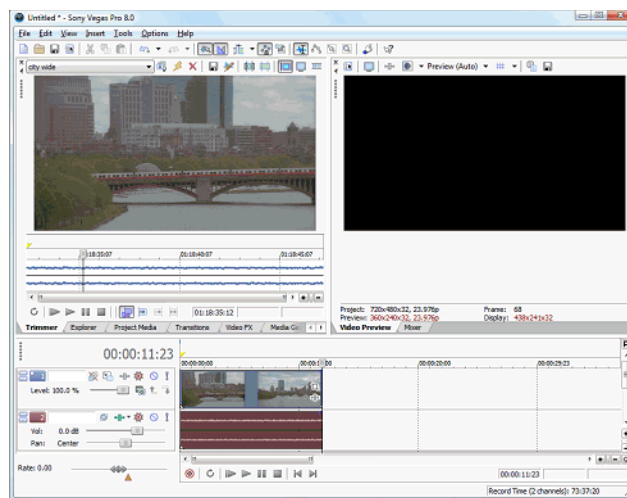 Untitled * - Sony Vegas Pro 8.0
File Edit View Insert Tools Options Help
city wide
Preview (Auto)
01:18:35:07 01:18:40:07 01:18:45:07
01:18:35:12
Trimmer Explorer Project Media Transitions Video FX Media Ge
Project: 720x480x32, 23.976p Frame: 68
Preview: 360x240x32, 23.976p Display: 438x241x32
Video Preview Mixer
00:00:11:23
00:00:00:00 00:00:20:00 00:00:29:23
Level: 100.0 %
2
Vol: 0.0 dB
Pan: Center
Rate: 0.00
00:00:11:23
Record Time (2 channels): 73:37:20